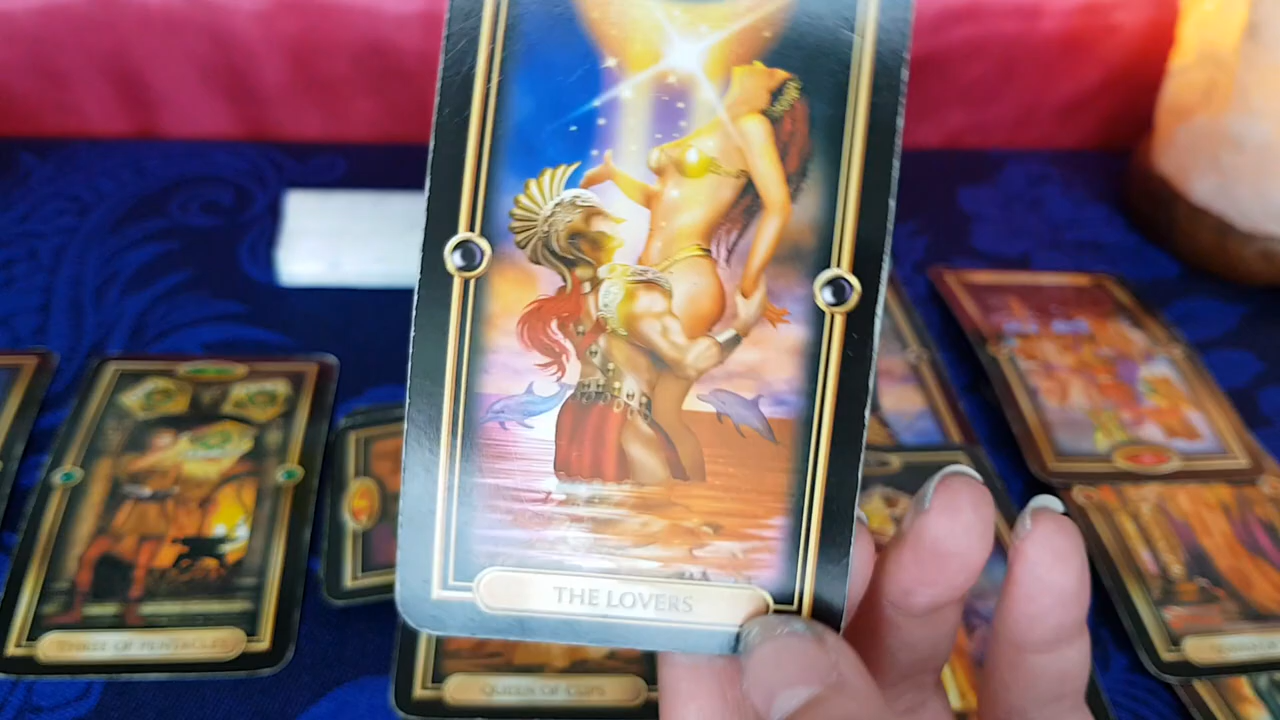 THE LOVERS
THREE OF PENTACLES
QUEEN OF CUPS